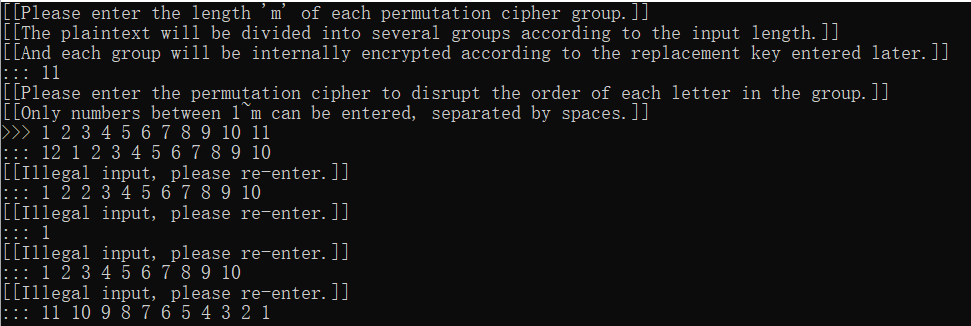 [[Please enter the length 'm' of each permutation cipher group.]]
[[The plaintext will be divided into several groups according to the input length.]]
[[And each group will be internally encrypted according to the replacement key entered later.]]
::: 11
[[Please enter the permutation cipher to disrupt the order of each letter in the group.]]
[[Only numbers between 1~m can be entered, separated by spaces.]]
>>> 1 2 3 4 5 6 7 8 9 10 11
::: 12 1 2 3 4 5 6 7 8 9 10
[[Illegal input, please re-enter.]]
::: 1 2 2 3 4 5 6 7 8 9 10
[[Illegal input, please re-enter.]]
::: 1
[[Illegal input, please re-enter.]]
::: 1 2 3 4 5 6 7 8 9 10
[[Illegal input, please re-enter.]]
::: 11 10 9 8 7 6 5 4 3 2 1